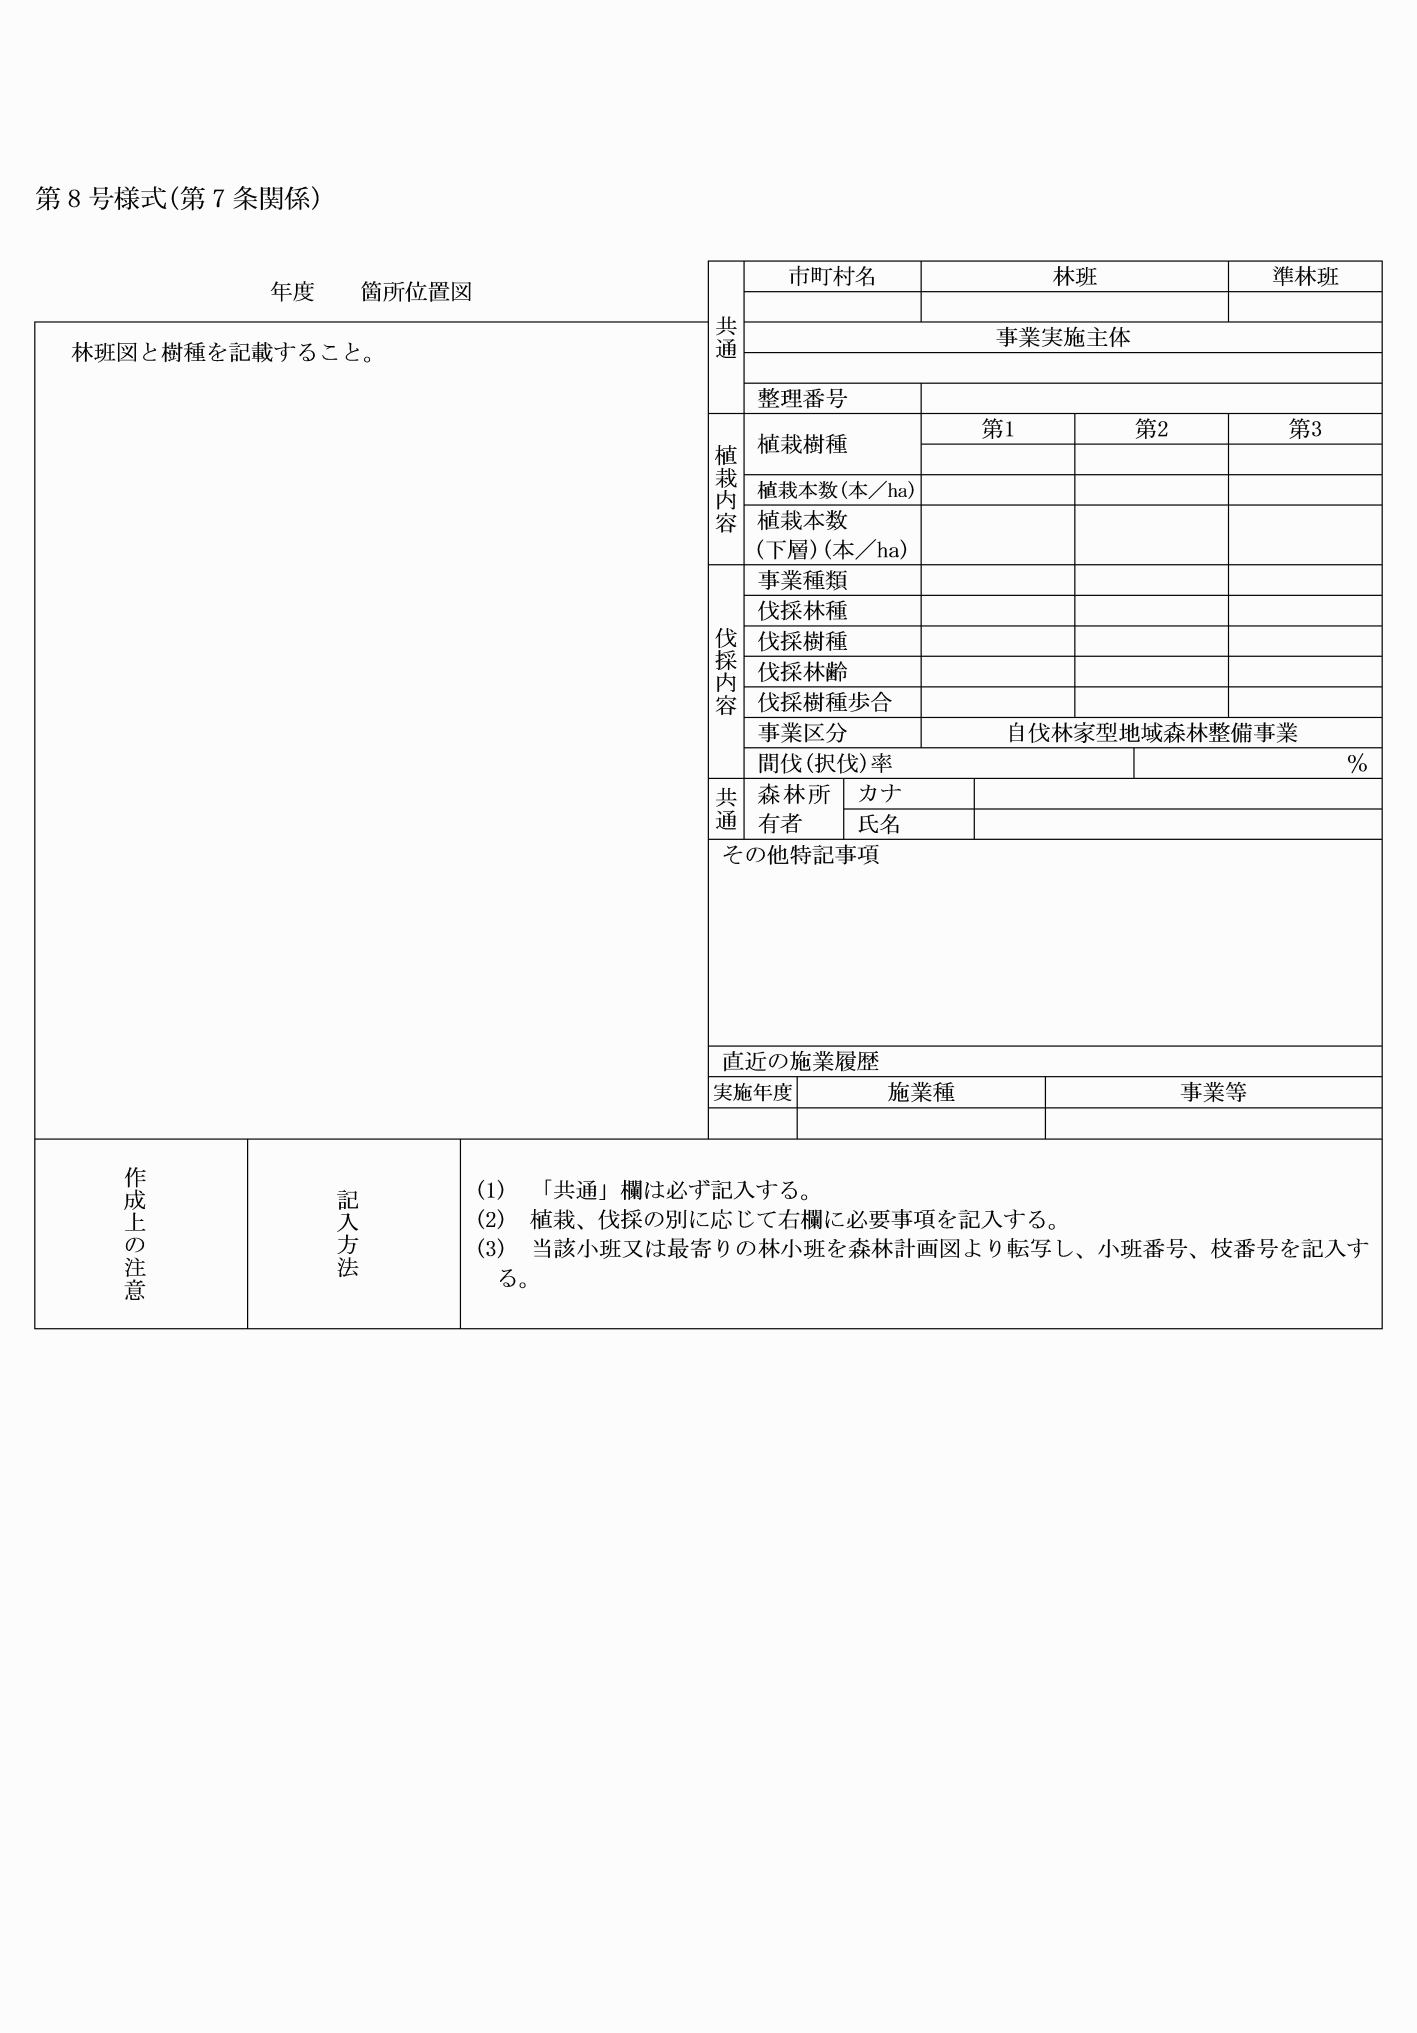 第８号様式(第７条関係)
年度　　箇所位置図
林班図と樹種を記載すること。
共通
市町村名　林班　準林班
事業実施主体
整理番号
植栽内容
植栽樹種　第1　第2　第3
植栽本数(本／ha)
植栽本数
(下層)(本／ha)
伐採内容
事業種類
伐採林種
伐採樹種
伐採林齢
伐採樹種歩合
事業区分　自伐林家型地域森林整備事業
間伐(択伐)率　％
共通
森林所
有者
カナ
氏名
その他特記事項
直近の施業履歴
実施年度　施業種　事業等
作成上の注意
記入方法
(1)　「共通」欄は必ず記入する。
(2)　植栽、伐採の別に応じて右欄に必要事項を記入する。
(3)　当該小班又は最寄りの林小班を森林計画図より転写し、小班番号、枝番号を記入す
る。